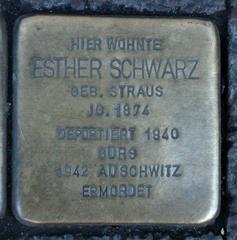 HIER WOHNTE
ESTHER SCHWARZ
GEB. STRAUS
JG. 1874
DEPORTIERT 1940
GURS
1942 AUSCHWITZ
ERMORDET